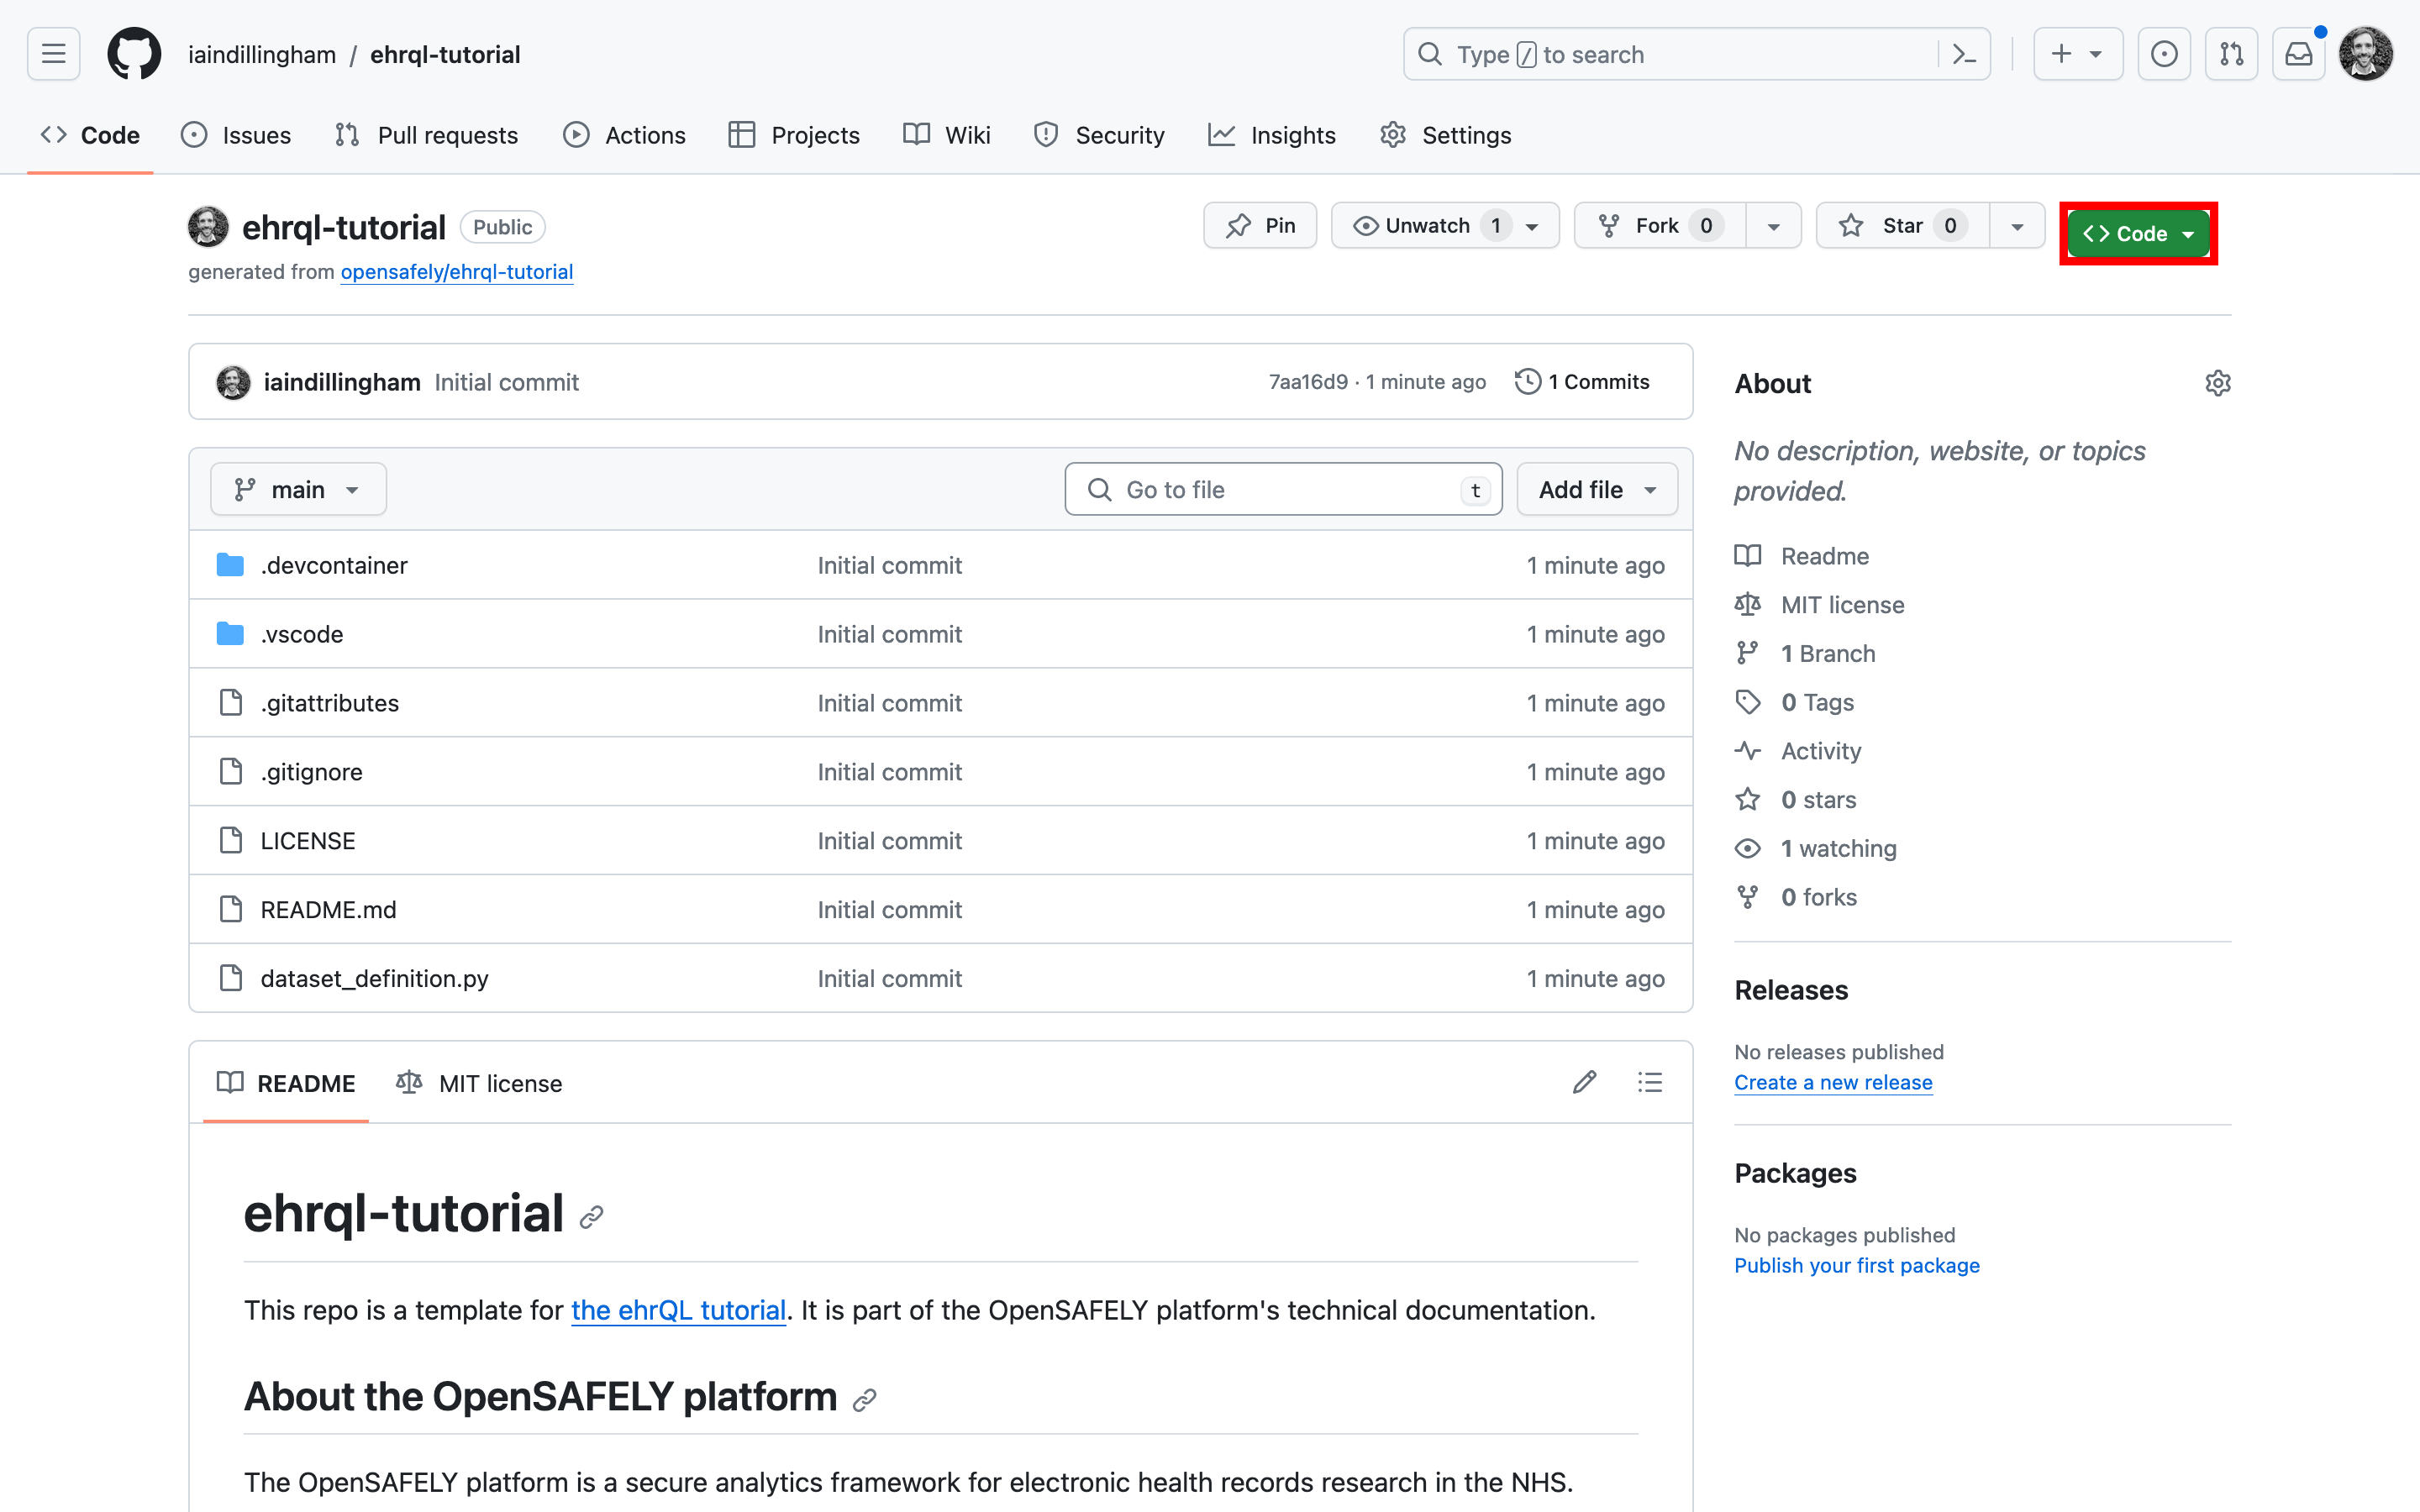 iaindillingham / ehrql-tutorial
Type / to search
Code Issues Pull requests Actions Projects Wiki Security Insights Settings
ehrql-tutorial Public
Pin Unwatch 1 Fork 0 Star 0 Code
generated from opensafely/ehrql-tutorial
iaindillingham Initial commit 7aa16d9 · 1 minute ago 1 Commits
main Go to file t Add file
.devcontainer Initial commit 1 minute ago
.vscode Initial commit 1 minute ago
.gitattributes Initial commit 1 minute ago
.gitignore Initial commit 1 minute ago
LICENSE Initial commit 1 minute ago
README.md Initial commit 1 minute ago
dataset_definition.py Initial commit 1 minute ago
README MIT license
ehrql-tutorial
This repo is a template for the ehrQL tutorial. It is part of the OpenSAFELY platform's technical documentation.
About the OpenSAFELY platform
The OpenSAFELY platform is a secure analytics framework for electronic health records research in the NHS.
About
No description, website, or topics
provided.
Readme
MIT license
1 Branch
0 Tags
Activity
0 stars
1 watching
0 forks
Releases
No releases published
Create a new release
Packages
No packages published
Publish your first package